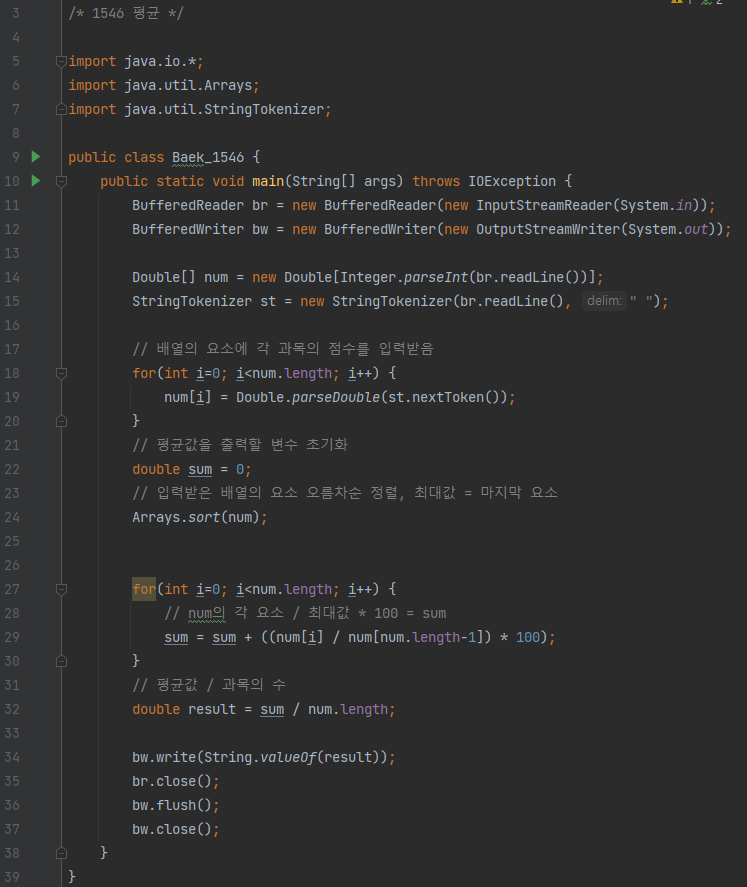 3 /* 1546 평균 */
4
5 import java.io.*;
6 import java.util.Arrays;
7 import java.util.StringTokenizer;
8
9 public class Baek_1546 {
10 public static void main(String[] args) throws IOException {
11 BufferedReader br = new BufferedReader(new InputStreamReader(System.in));
12 BufferedWriter bw = new BufferedWriter(new OutputStreamWriter(System.out));
13
14 Double[] num = new Double[Integer.parseInt(br.readLine())];
15 StringTokenizer st = new StringTokenizer(br.readLine(), delim: " ");
16
17 // 배열의 요소에 각 과목의 점수를 입력받음
18 for(int i=0; i<num.length; i++) {
19 num[i] = Double.parseDouble(st.nextToken());
20 }
21 // 평균값을 출력할 변수 초기화
22 double sum = 0;
23 // 입력받은 배열의 요소 오름차순 정렬, 최대값 = 마지막 요소
24 Arrays.sort(num);
25
26
27 for(int i=0; i<num.length; i++) {
28 // num의 각 요소 / 최대값 * 100 = sum
29 sum = sum + ((num[i] / num[num.length-1]) * 100);
30 }
31 // 평균값 / 과목의 수
32 double result = sum / num.length;
33
34 bw.write(String.valueOf(result));
35 br.close();
36 bw.flush();
37 bw.close();
38 }
39 }